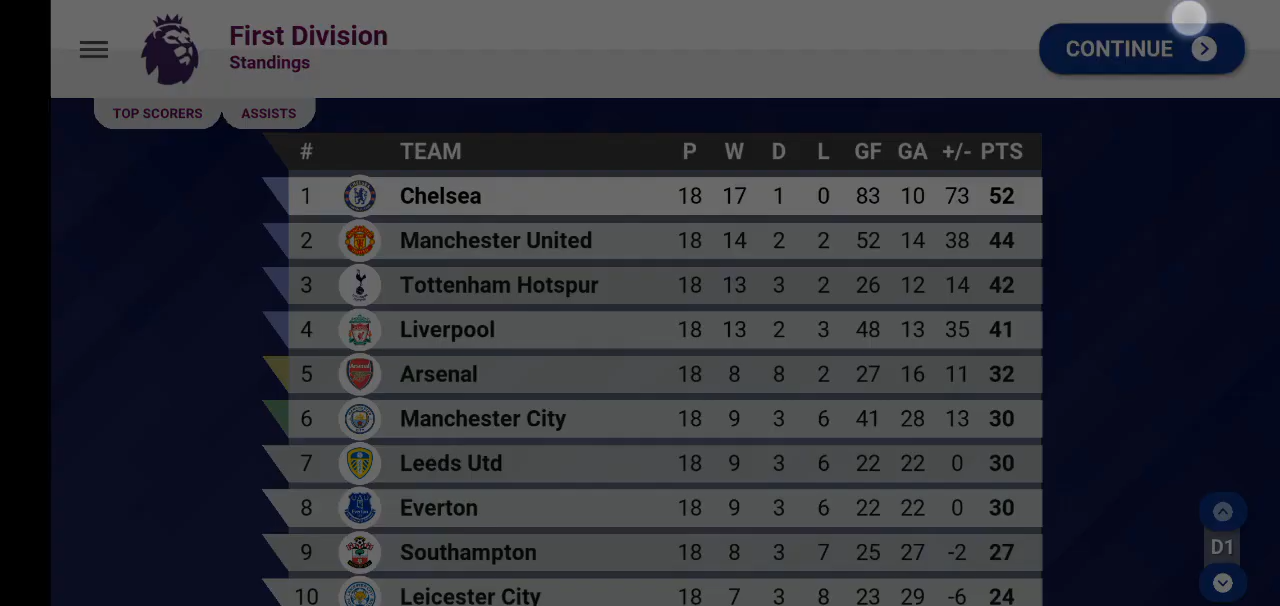 First Division
Standings
CONTINUE
TOP SCORERS ASSISTS
# TEAM P W D L GF GA +/- PTS
1 Chelsea 18 17 1 0 83 10 73 52
2 Manchester United 18 14 2 2 52 14 38 44
3 Tottenham Hotspur 18 13 3 2 26 12 14 42
4 Liverpool 18 13 2 3 48 13 35 41
5 Arsenal 18 8 8 2 27 16 11 32
6 Manchester City 18 9 3 6 41 28 13 30
7 Leeds Utd 18 9 3 6 22 22 0 30
8 Everton 18 9 3 6 22 22 0 30
9 Southampton 18 8 3 7 25 27 -2 27
10 Leicester City 18 7 3 8 23 29 -6 24
D1